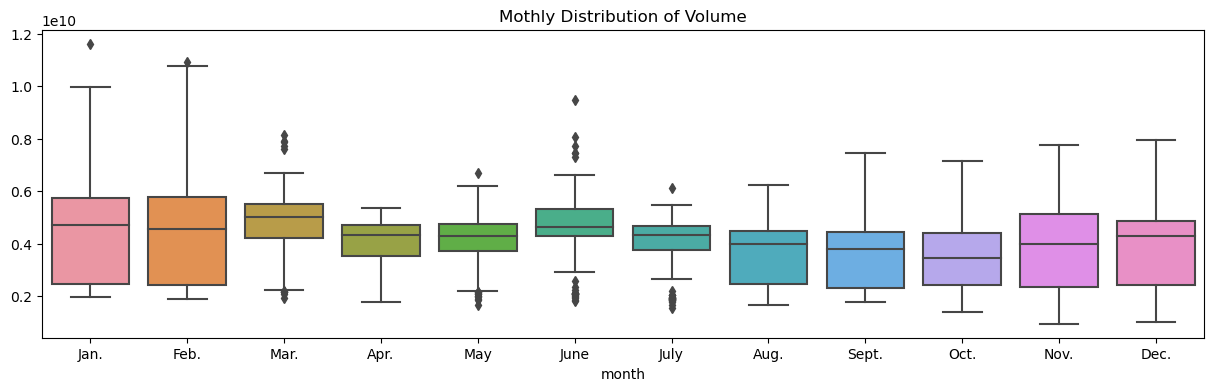 Mothly Distribution of Volume
1e10
1.2
1.0
0.8
0.6
0.4
0.2
Jan. Feb. Mar. Apr. May June July Aug. Sept. Oct. Nov. Dec.
month